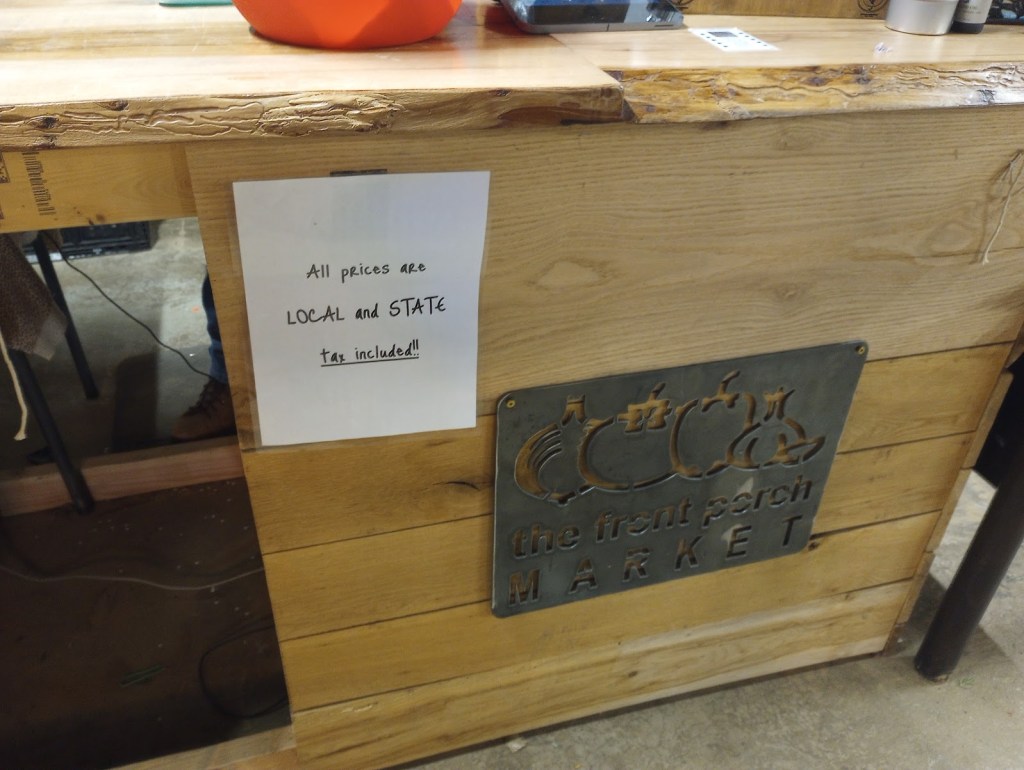 All prices are
LOCAL and STATE
tax included!!
the front porch
MARKET